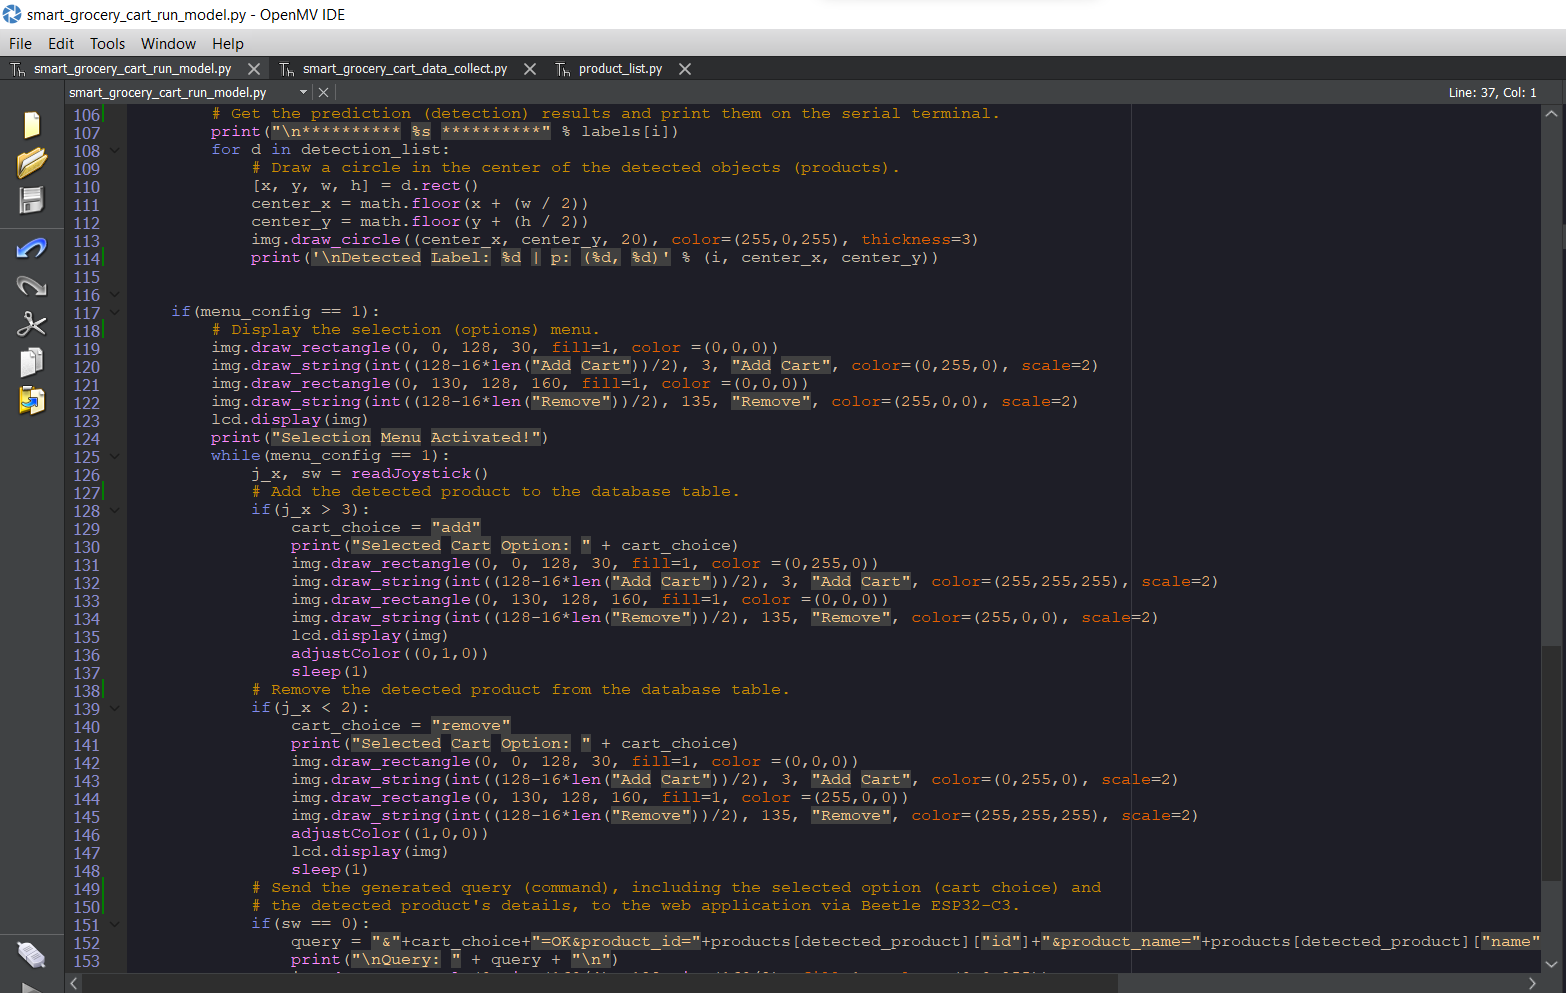 smart_grocery_cart_run_model.py - OpenMV IDE
File Edit Tools Window Help
smart_grocery_cart_run_model.py smart_grocery_cart_data_collect.py product_list.py
smart_grocery_cart_run_model.py Line: 37, Col: 1
106 # Get the prediction (detection) results and print them on the serial terminal.
107 print("\n********** %s **********" % labels[i])
108 for d in detection_list:
109 # Draw a circle in the center of the detected objects (products).
110 [x, y, w, h] = d.rect()
111 center_x = math.floor(x + (w / 2))
112 center_y = math.floor(y + (h / 2))
113 img.draw_circle((center_x, center_y, 20), color=(255,0,255), thickness=3)
114 print('\nDetected Label: %d | p: (%d, %d)' % (i, center_x, center_y))
115
116
117 if(menu_config == 1):
118 # Display the selection (options) menu.
119 img.draw_rectangle(0, 0, 128, 30, fill=1, color =(0,0,0))
120 img.draw_string(int((128-16*len("Add Cart"))/2), 3, "Add Cart", color=(0,255,0), scale=2)
121 img.draw_rectangle(0, 130, 128, 160, fill=1, color =(0,0,0))
122 img.draw_string(int((128-16*len("Remove"))/2), 135, "Remove", color=(255,0,0), scale=2)
123 lcd.display(img)
124 print("Selection Menu Activated!")
125 while(menu_config == 1):
126 j_x, sw = readJoystick()
127 # Add the detected product to the database table.
128 if(j_x > 3):
129 cart_choice = "add"
130 print("Selected Cart Option: " + cart_choice)
131 img.draw_rectangle(0, 0, 128, 30, fill=1, color =(0,255,0))
132 img.draw_string(int((128-16*len("Add Cart"))/2), 3, "Add Cart", color=(255,255,255), scale=2)
133 img.draw_rectangle(0, 130, 128, 160, fill=1, color =(0,0,0))
134 img.draw_string(int((128-16*len("Remove"))/2), 135, "Remove", color=(255,0,0), scale=2)
135 lcd.display(img)
136 adjustColor((0,1,0))
137 sleep(1)
138 # Remove the detected product from the database table.
139 if(j_x < 2):
140 cart_choice = "remove"
141 print("Selected Cart Option: " + cart_choice)
142 img.draw_rectangle(0, 0, 128, 30, fill=1, color =(0,0,0))
143 img.draw_string(int((128-16*len("Add Cart"))/2), 3, "Add Cart", color=(0,255,0), scale=2)
144 img.draw_rectangle(0, 130, 128, 160, fill=1, color =(255,0,0))
145 img.draw_string(int((128-16*len("Remove"))/2), 135, "Remove", color=(255,255,255), scale=2)
146 adjustColor((1,0,0))
147 lcd.display(img)
148 sleep(1)
149 # Send the generated query (command), including the selected option (cart choice) and
150 # the detected product's details, to the web application via Beetle ESP32-C3.
151 if(sw == 0):
152 query = "&"+cart_choice+"=OK&product_id="+products[detected_product]["id"]+"&product_name="+products[detected_product]["name"
153 print("\nQuery: " + query + "\n")